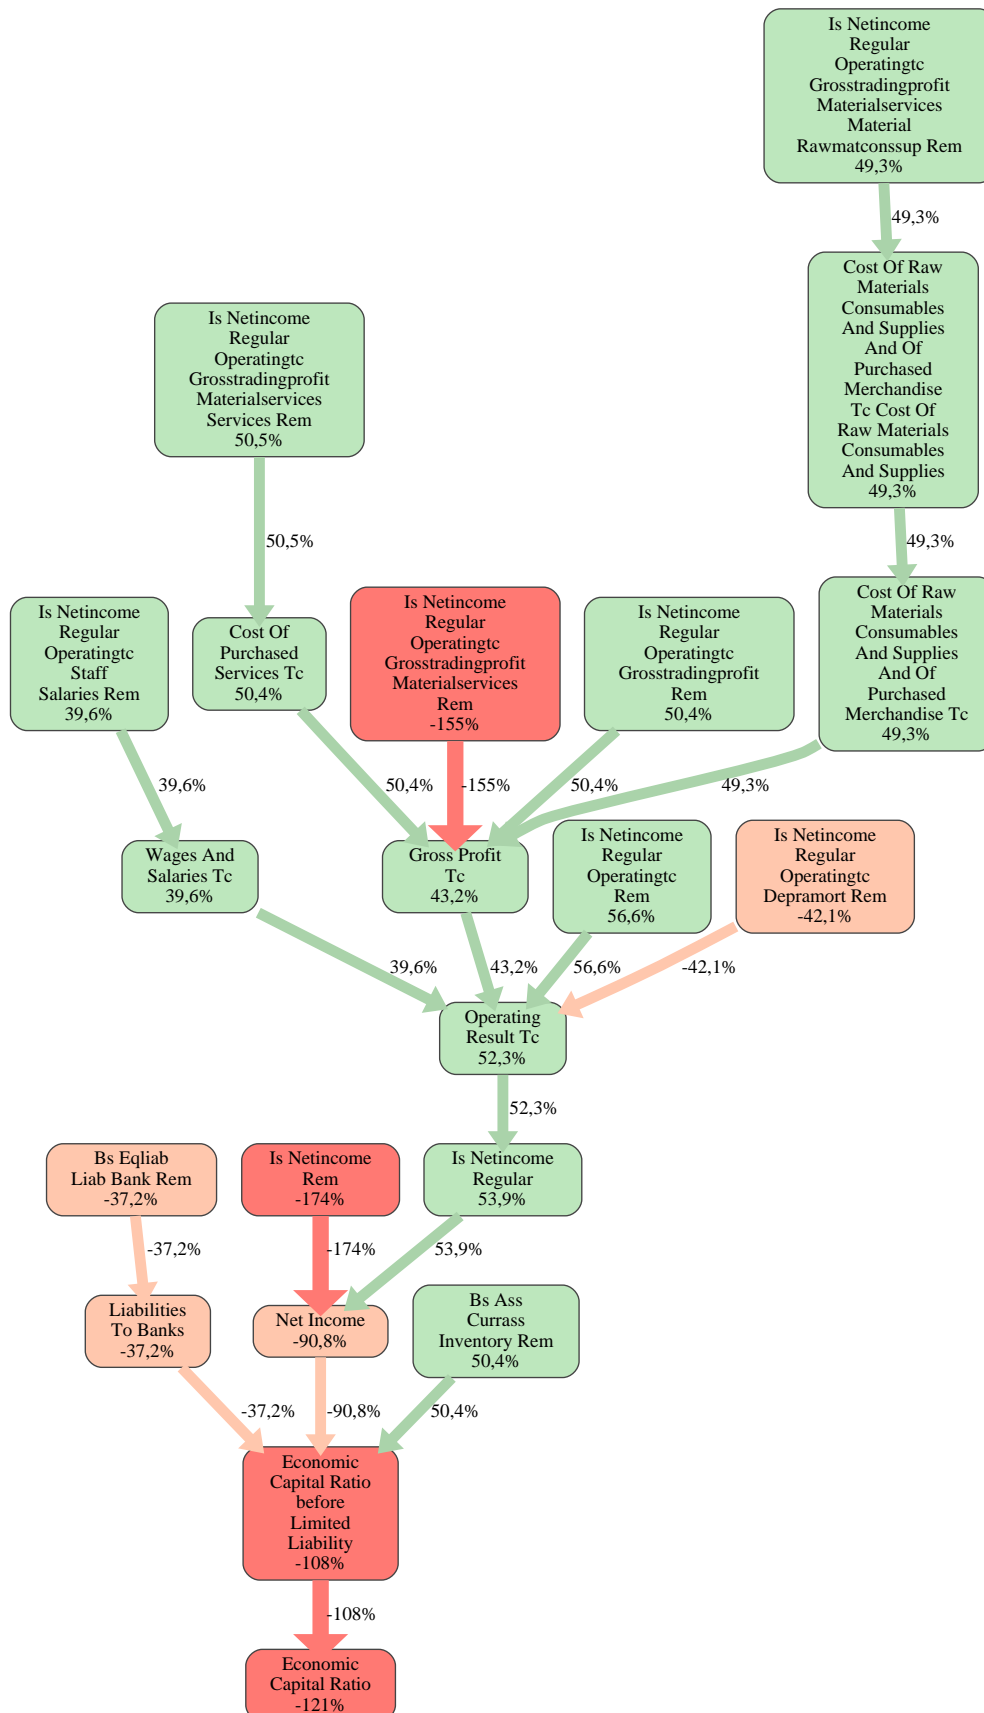 Is Netincome
Regular
Operatingtc
Grosstradingprofit
Materialservices
Material
Rawmatconssup Rem
49,3%
49,3%
Cost Of Raw
Materials
Consumables
And Supplies
And Of
Purchased
Merchandise
Tc Cost Of
Raw Materials
Consumables
And Supplies
49,3%
Is Netincome
Regular
Operatingtc
Grosstradingprofit
Materialservices
Services Rem
50,5%
50,5%
49,3%
Is Netincome
Regular
Operatingtc
Staff
Salaries Rem
39,6%
Cost Of
Purchased
Services Tc
50,4%
Is Netincome
Regular
Operatingtc
Grosstradingprofit
Materialservices
Rem
-155%
Is Netincome
Regular
Operatingtc
Grosstradingprofit
Rem
50,4%
Cost Of Raw
Materials
Consumables
And Supplies
And Of
Purchased
Merchandise Tc
49,3%
39,6%
50,4%
-155%
50,4%
49,3%
Wages And
Salaries Tc
39,6%
Gross Profit
Tc
43,2%
Is Netincome
Regular
Operatingtc
Rem
56,6%
Is Netincome
Regular
Operatingtc
Depramort Rem
-42,1%
39,6%
43,2%
56,6%
-42,1%
Operating
Result Tc
52,3%
52,3%
Bs Eqliab
Liab Bank Rem
-37,2%
Is Netincome
Rem
-174%
Is Netincome
Regular
53,9%
-37,2%
-174%
53,9%
Liabilities
To Banks
-37,2%
Net Income
-90,8%
Bs Ass
Currass
Inventory Rem
50,4%
-37,2%
-90,8%
50,4%
Economic
Capital Ratio
before
Limited
Liability
-108%
-108%
Economic
Capital Ratio
-121%